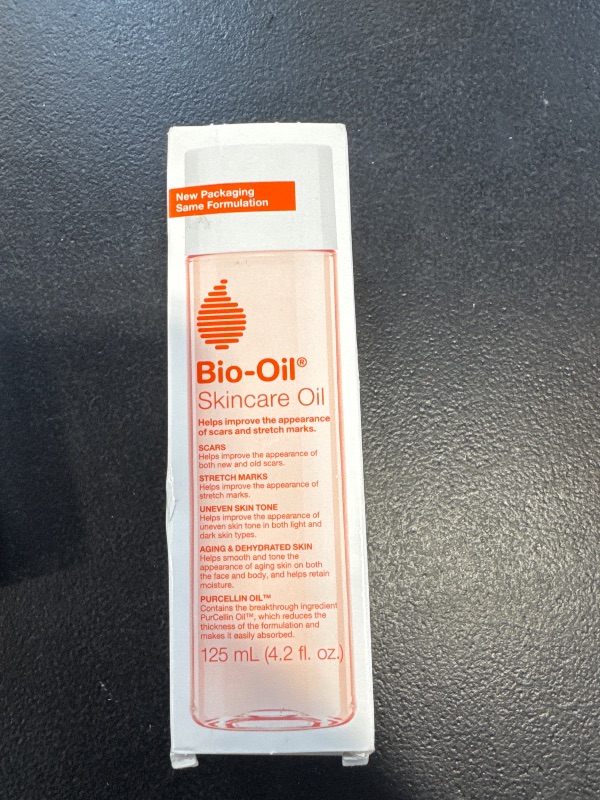 New Packaging
Same Formulation
Bio-Oil®
Skincare Oil
Helps improve the appearance
of scars and stretch marks.
SCARS
Helps improve the appearance of
both new and old scars.
STRETCH MARKS
Helps improve the appearance of
stretch marks.
UNEVEN SKIN TONE
Helps improve the appearance of
uneven skin tone in both light and
dark skin types.
AGING & DEHYDRATED SKIN
Helps smooth and tone the
appearance of aging skin on both
the face and body, and helps retain
moisture.
PURCELLIN OIL™
Contains the breakthrough ingredient
PurCellin Oil™, which reduces the
thickness of the formulation and
makes it easily absorbed.
125 mL (4.2 fl. oz.)